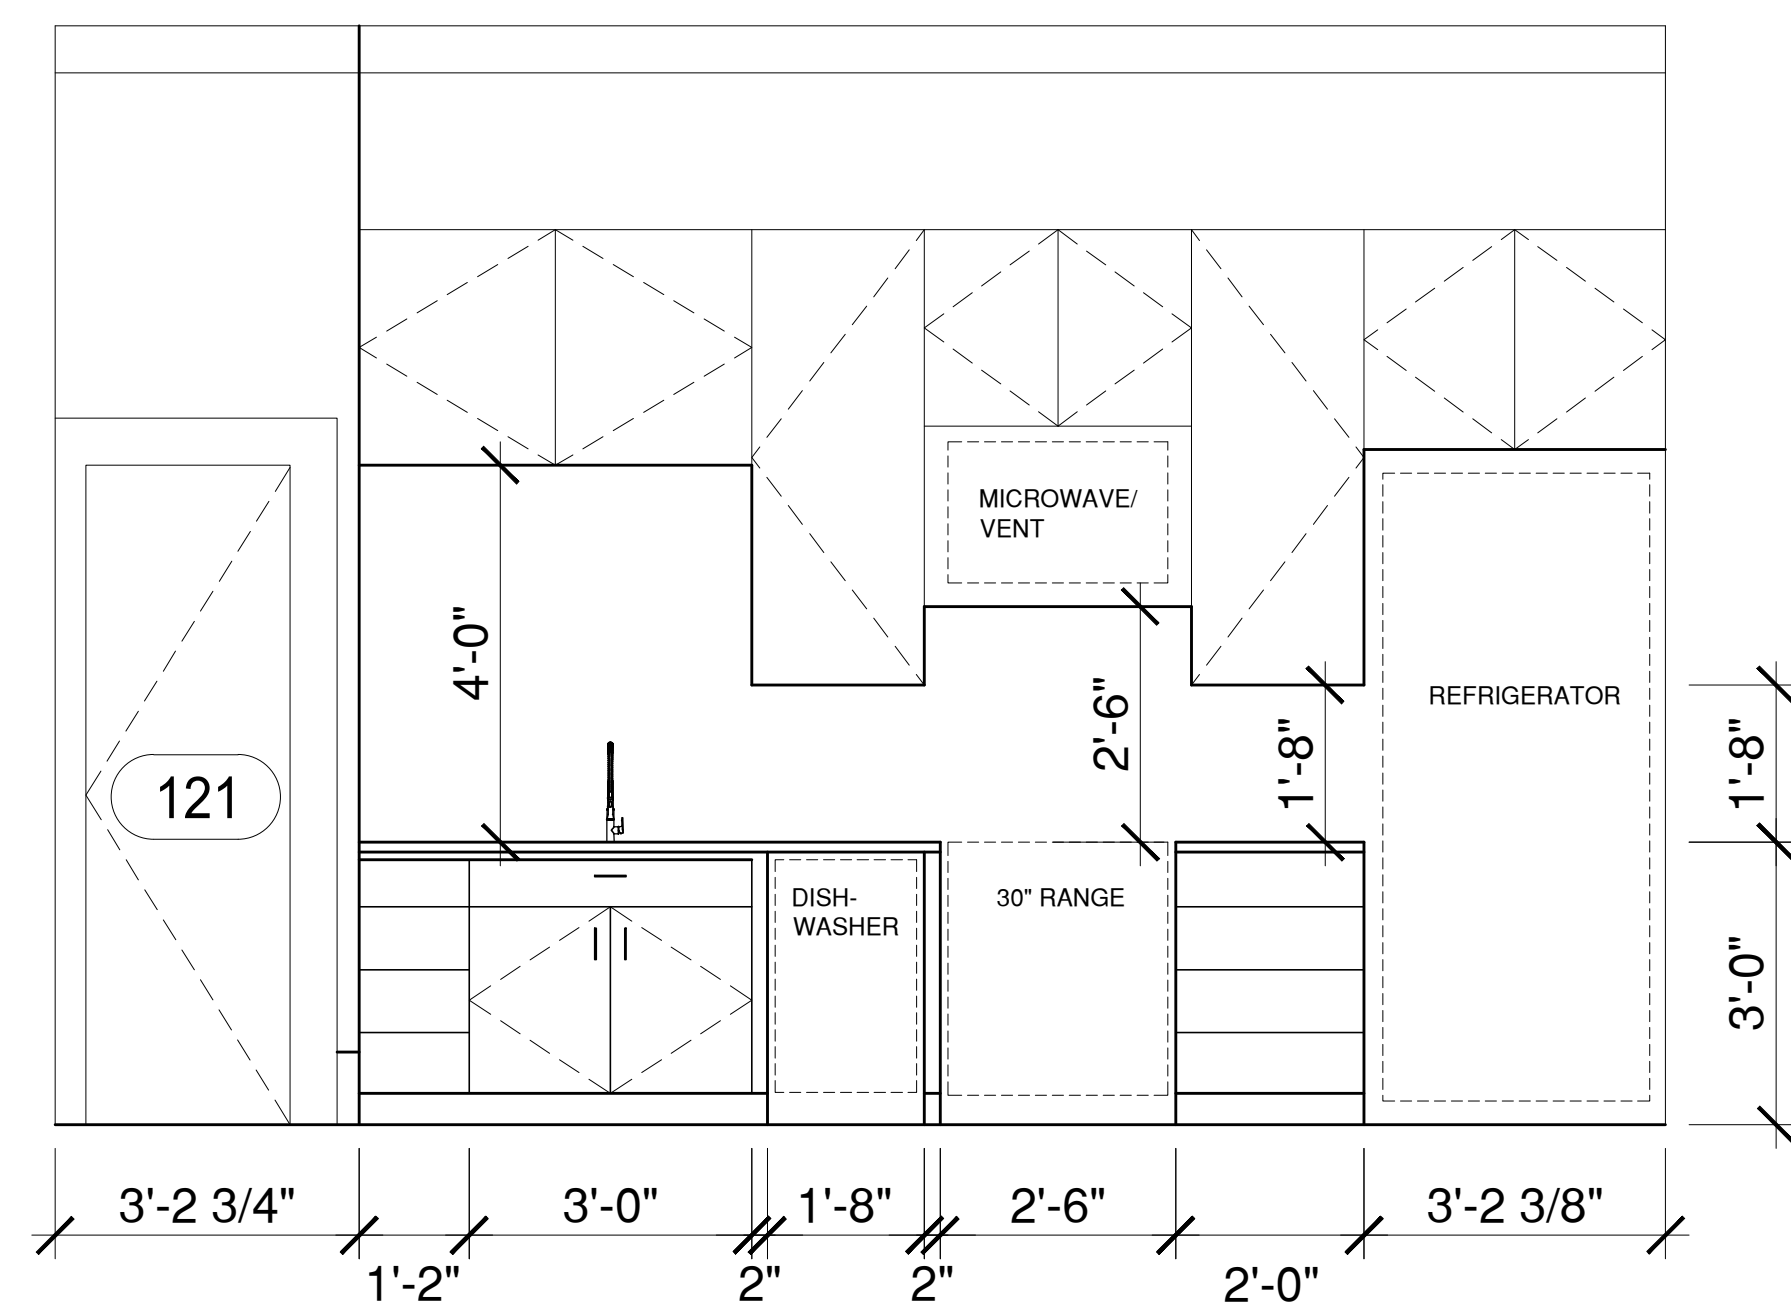 MICROWAVE/
VENT
4'-0"
2'-6"
1'-8"
REFRIGERATOR
1'-8"
121
DISH-
WASHER
30" RANGE
3'-0"
3'-2 3/4"
3'-0"
1'-8"
2'-6"
3'-2 3/8"
1'-2"
2"
2"
2'-0"